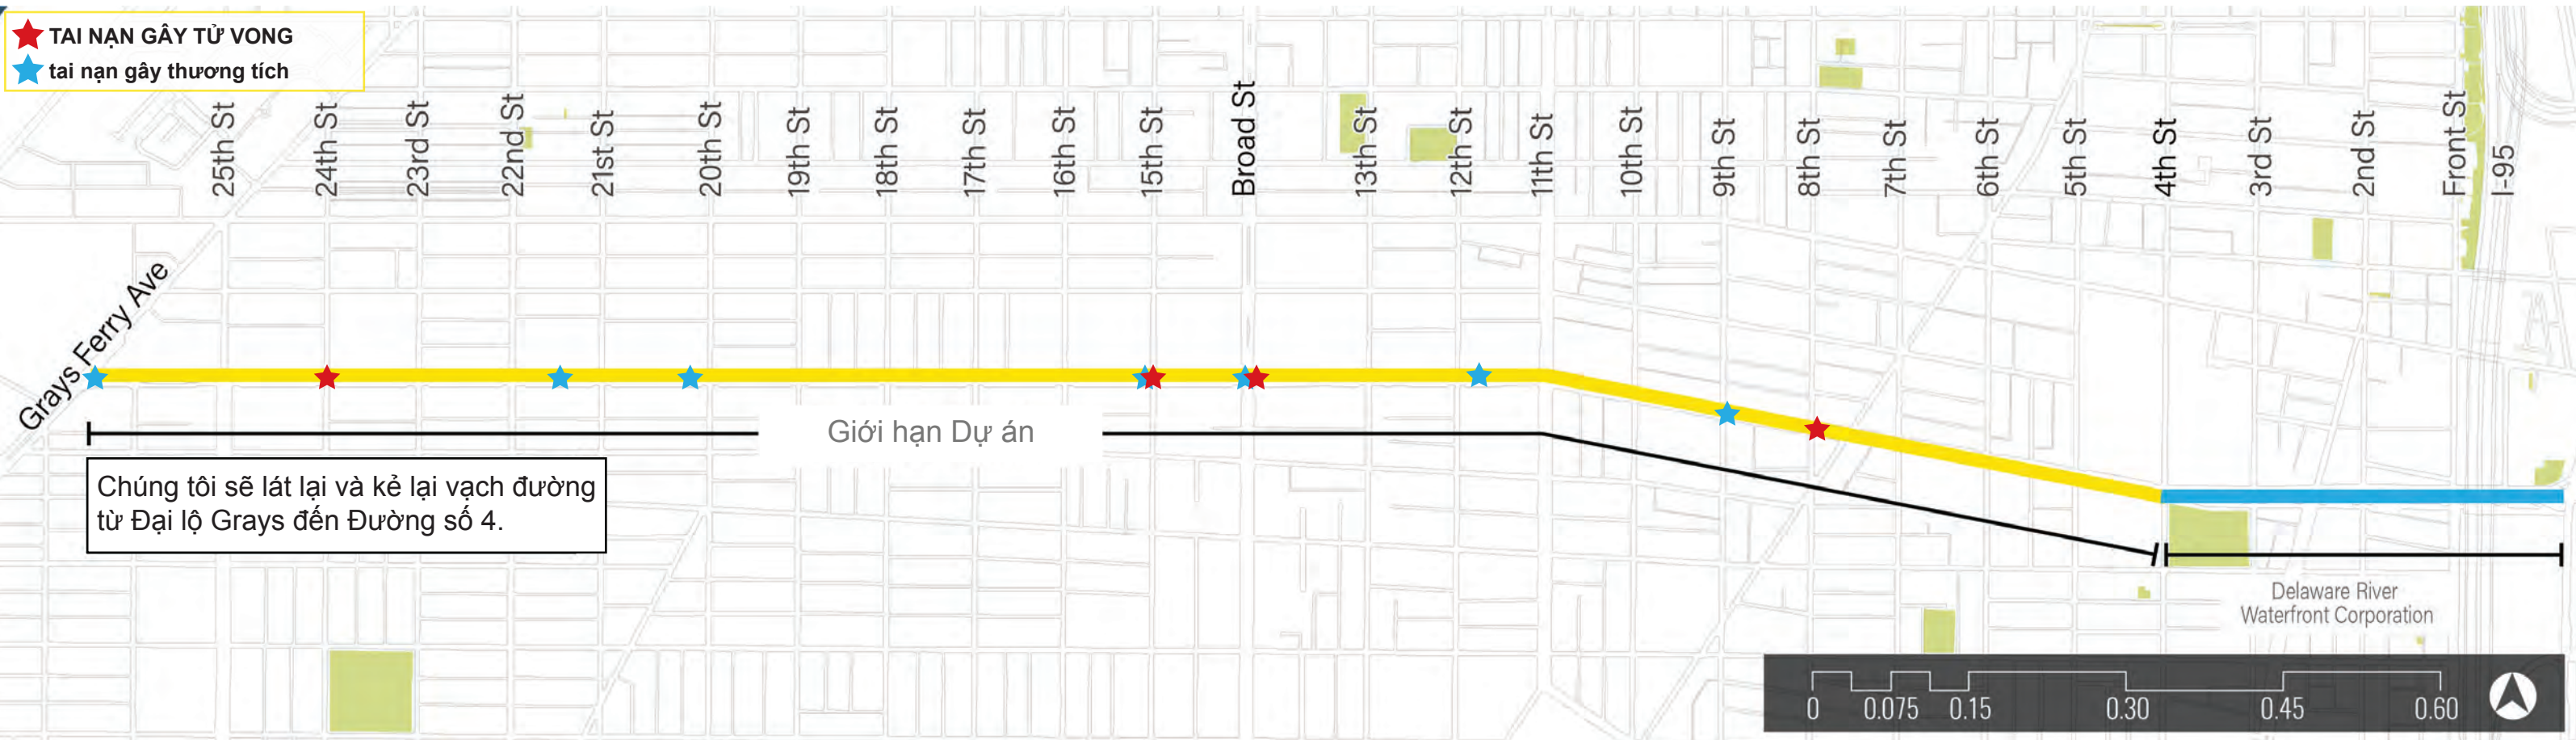 TAI NẠN GÂY TỬ VONG
tai nạn gây thương tích
25th St
24th St
23rd St
22nd St
21st St
20th St
19th St
18th St
17th St
16th St
15th St
Broad St
13th St
12th St
11th St
10th St
9th St
8th St
7th St
6th St
5th St
4th St
3rd St
2nd St
Front St
I-95
Grays Ferry Ave
Giới hạn Dự án
Chúng tôi sẽ lát lại và kẻ lại vạch đường
từ Đại lộ Grays đến Đường số 4.
Delaware River
Waterfront Corporation
0 0.075 0.15 0.30 0.45 0.60